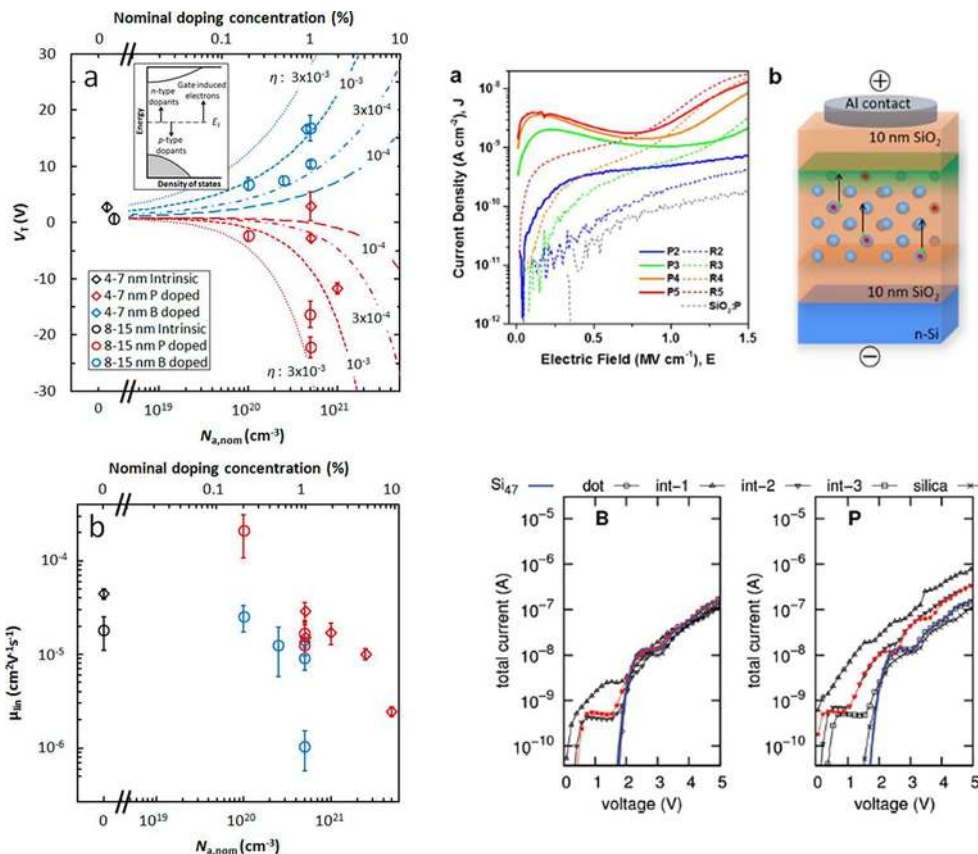 Nominal doping concentration (%)
0 0.1 1 10
a
30
20
10
0
-10
-20
-30
V_T (V)
n-type
dopants
Gate induced
electrons
E_f
p-type
dopants
Energy
Density of states
η : 3x10⁻³
10⁻³
3x10⁻⁴
10⁻⁴
10⁻⁴
3x10⁻⁴
10⁻³
η : 3x10⁻³
4-7 nm Intrinsic
4-7 nm P doped
4-7 nm B doped
8-15 nm Intrinsic
8-15 nm P doped
8-15 nm B doped
0 10¹⁹ 10²⁰ 10²¹
N_a,nom (cm⁻³)
a
Current Density (A cm⁻²), J
10⁻⁸
10⁻⁹
10⁻¹⁰
10⁻¹¹
10⁻¹²
P2 R2
P3 R3
P4 R4
P5 R5
SiO₂:P
0.0 0.5 1.0 1.5
Electric Field (MV cm⁻¹), E
b
Al contact
10 nm SiO₂
10 nm SiO₂
n-Si
Nominal doping concentration (%)
0 0.1 1 10
b
10⁻⁴
10⁻⁵
10⁻⁶
μ_lin (cm²V⁻¹s⁻¹)
0 10¹⁹ 10²⁰ 10²¹
N_a,nom (cm⁻³)
Si₄₇ dot int-1 int-2 int-3 silica
B
total current (A)
10⁻⁵
10⁻⁶
10⁻⁷
10⁻⁸
10⁻⁹
10⁻¹⁰
0 1 2 3 4 5
voltage (V)
P
total current (A)
10⁻⁵
10⁻⁶
10⁻⁷
10⁻⁸
10⁻⁹
10⁻¹⁰
0 1 2 3 4 5
voltage (V)